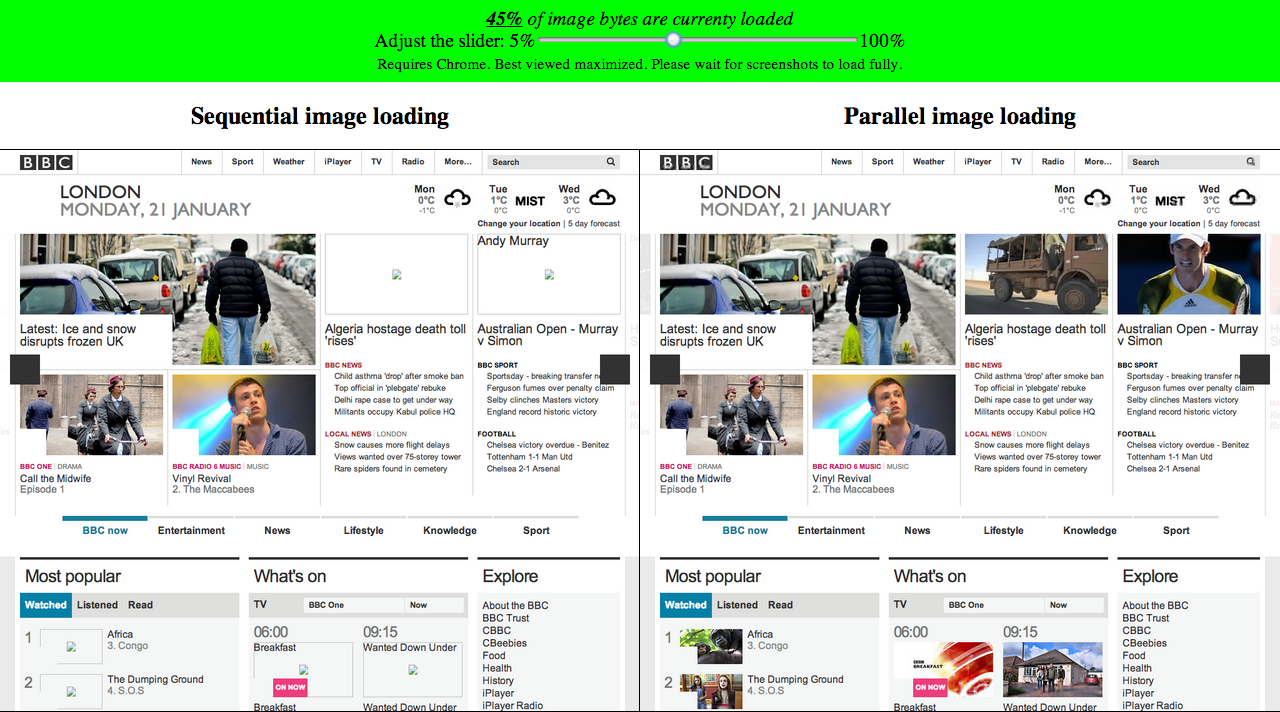 45% of image bytes are currenty loaded
Adjust the slider: 5% 100%
Requires Chrome. Best viewed maximized. Please wait for screenshots to load fully.
Sequential image loading
BBC News Sport Weather iPlayer TV Radio More... Search
LONDON
MONDAY, 21 JANUARY
Mon 0°C -1°C
Tue 1°C 0°C MIST
Wed 3°C 0°C
Change your location | 5 day forecast
Latest: Ice and snow
disrupts frozen UK
Algeria hostage death toll
'rises'
Andy Murray
Australian Open - Murray
v Simon
BBC NEWS
Child asthma 'drop' after smoke ban
Top official in 'plebgate' rebuke
Delhi rape case to get under way
Militants occupy Kabul police HQ
LOCAL NEWS | LONDON
Snow causes more flight delays
Views wanted over 75-storey tower
Rare spiders found in cemetery
BBC SPORT
Sportsday - breaking transfer
Ferguson fumes over penalty claim
Selby clinches Masters victory
England record historic victory
FOOTBALL
Chelsea victory overdue - Benitez
Tottenham 1-1 Man Utd
Chelsea 2-1 Arsenal
BBC ONE | DRAMA
Call the Midwife
Episode 1
BBC RADIO 6 MUSIC | MUSIC
Vinyl Revival
2. The Maccabees
BBC now Entertainment News Lifestyle Knowledge Sport
Most popular
Watched Listened Read
1 Africa
3. Congo
2 The Dumping Ground
4. S.O.S
What's on
TV BBC One Now
06:00 09:15
Breakfast Wanted Down Under
ON NOW
Breakfast Wanted Down Under
Explore
About the BBC
BBC Trust
CBBC
CBeebies
Food
Health
History
iPlayer
iPlayer Radio
Parallel image loading
BBC News Sport Weather iPlayer TV Radio More... Search
LONDON
MONDAY, 21 JANUARY
Mon 0°C -1°C
Tue 1°C 0°C MIST
Wed 3°C 0°C
Change your location | 5 day forecast
adidas
Latest: Ice and snow
disrupts frozen UK
Algeria hostage death toll
'rises'
Australian Open - Murray
v Simon
BBC NEWS
Child asthma 'drop' after smoke ban
Top official in 'plebgate' rebuke
Delhi rape case to get under way
Militants occupy Kabul police HQ
LOCAL NEWS | LONDON
Snow causes more flight delays
Views wanted over 75-storey tower
Rare spiders found in cemetery
BBC SPORT
Sportsday - breaking transfer
Ferguson fumes over penalty claim
Selby clinches Masters victory
England record historic victory
FOOTBALL
Chelsea victory overdue - Benitez
Tottenham 1-1 Man Utd
Chelsea 2-1 Arsenal
BBC ONE | DRAMA
Call the Midwife
Episode 1
BBC RADIO 6 MUSIC | MUSIC
Vinyl Revival
2. The Maccabees
BBC now Entertainment News Lifestyle Knowledge Sport
Most popular
Watched Listened Read
1 Africa
3. Congo
2 The Dumping Ground
4. S.O.S
What's on
TV BBC One Now
06:00 09:15
BREAKFAST
ON NOW
Breakfast Wanted Down Under
Explore
About the BBC
BBC Trust
CBBC
CBeebies
Food
Health
History
iPlayer
iPlayer Radio